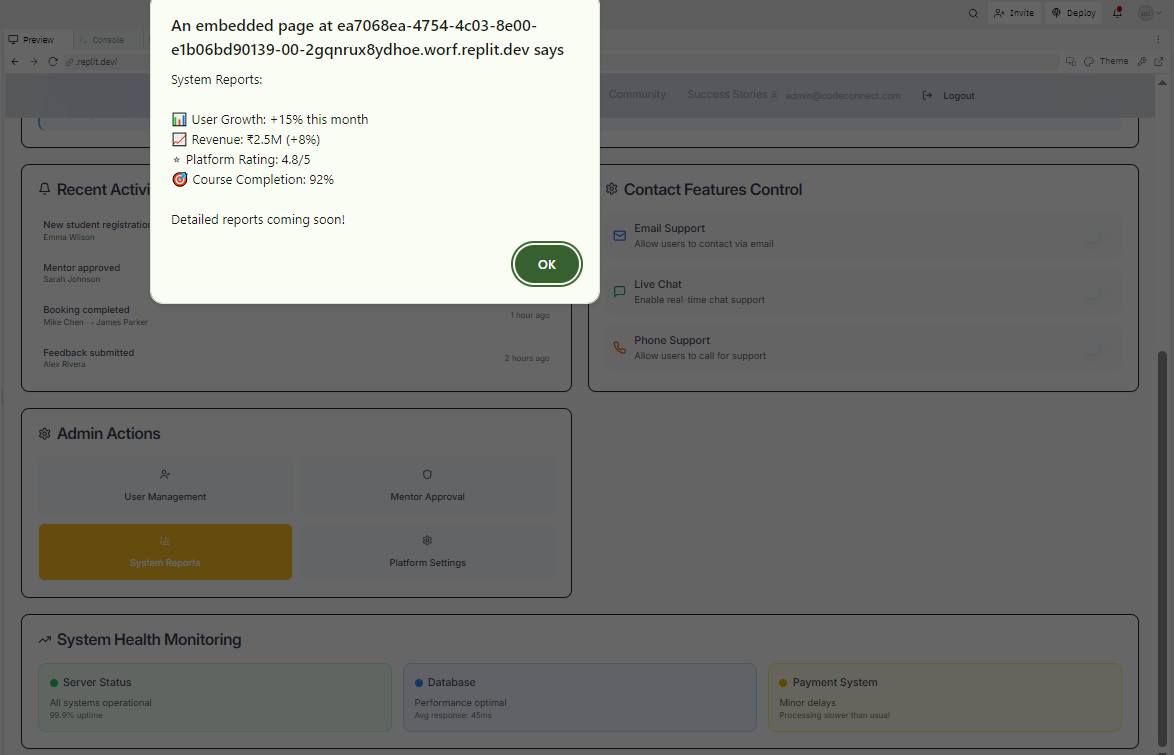 Invite
Deploy
Preview
Console
.replit.dev/
Theme
An embedded page at ea7068ea-4754-4c03-8e00-
e1b06bd90139-00-2gqnrux8ydhoe.worf.replit.dev says
System Reports:
📊 User Growth: +15% this month
📈 Revenue: ₹2.5M (+8%)
⭐ Platform Rating: 4.8/5
🎯 Course Completion: 92%
Detailed reports coming soon!
OK
Community
Success Stories
admin@codeconnect.com
Logout
Recent Activi
New student registration
Emma Wilson
Mentor approved
Sarah Johnson
Booking completed
Mike Chen → James Parker
1 hour ago
Feedback submitted
Alex Rivera
2 hours ago
Contact Features Control
Email Support
Allow users to contact via email
Live Chat
Enable real-time chat support
Phone Support
Allow users to call for support
Admin Actions
User Management
Mentor Approval
System Reports
Platform Settings
System Health Monitoring
Server Status
All systems operational
99.9% uptime
Database
Performance optimal
Avg response: 45ms
Payment System
Minor delays
Processing slower than usual